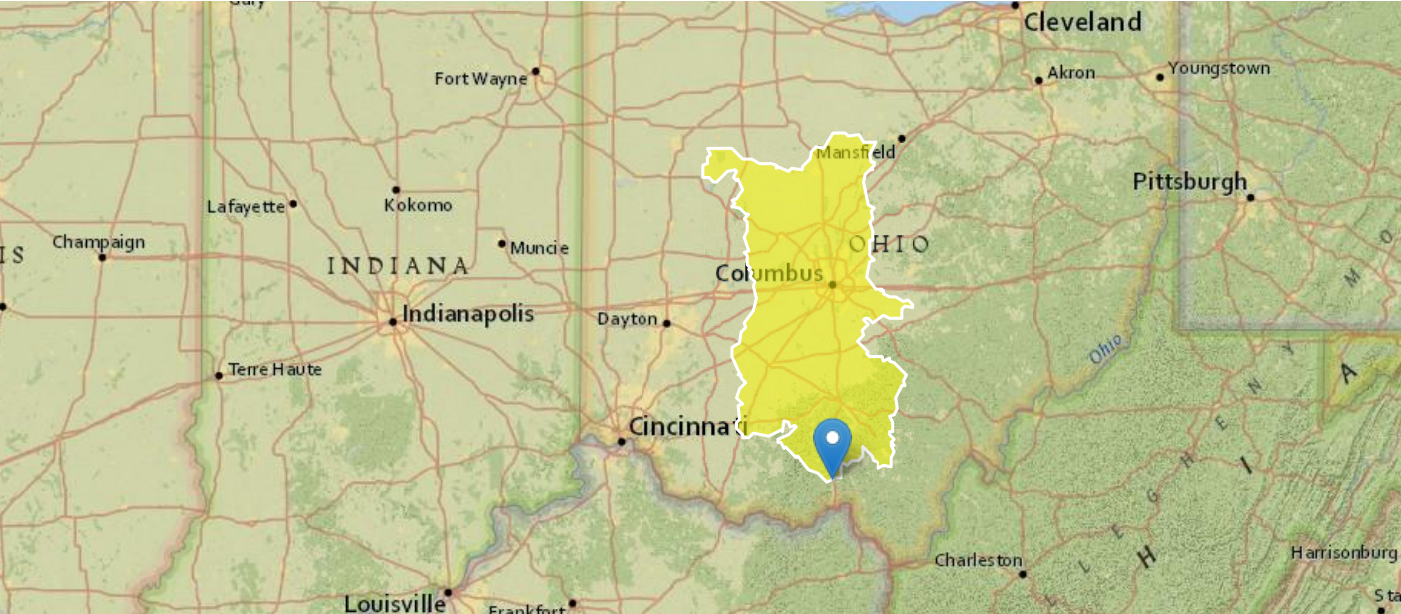 Cleveland
Akron
Youngstown
Fort Wayne
Mansfield
Pittsburgh
Lafayette
Kokomo
Champaign
Muncie
OHIO
IS
INDIANA
Columbus
Indianapolis
Dayton
Ohio
Terre Haute
Cincinnati
Charleston
Harrisonburg
Louisville
Frankfort